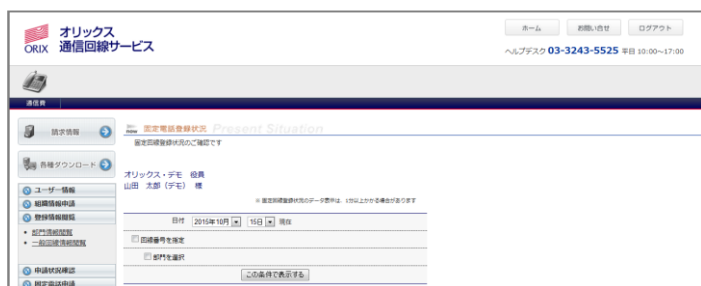 ORIX
オリックス
通信回線サービス
ホーム
お問い合せ
ログアウト
ヘルプデスク 03-3243-5525 平日 10:00~17:00
通信費
請求情報
各種ダウンロード
ユーザー情報
組織情報申請
登録情報閲覧
・部門情報閲覧
・一般回線情報閲覧
申請状況確認
固定電話申請
固定電話登録状況 Present Situation
固定回線登録状況のご確認です
オリックス・デモ 役員
山田 太郎(デモ) 様
※ 固定回線登録状況のデータ表示は、1分以上かかる場合があります
日付 2015年10月 15日 現在
回線番号を指定
部門を選択
この条件で表示する